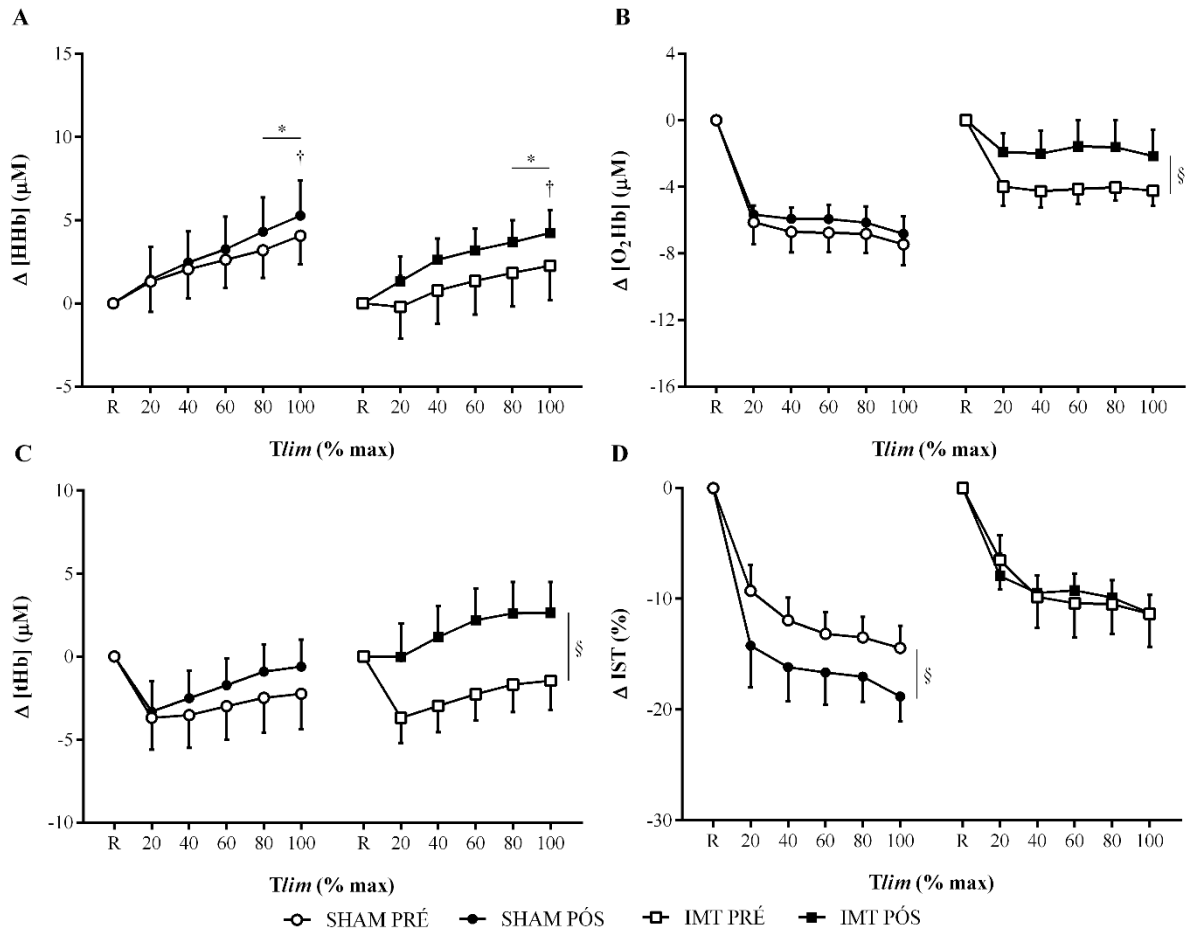 A
B
Δ [HHb] (µM)
15
10
5
0
-5
*
†
*
†
R 20 40 60 80 100 R 20 40 60 80 100
Tlim (% max)
Δ [O₂Hb] (µM)
4
0
-4
-8
-12
-16
§
R 20 40 60 80 100 R 20 40 60 80 100
Tlim (% max)
C
D
Δ [tHb] (µM)
10
5
0
-5
-10
§
R 20 40 60 80 100 R 20 40 60 80 100
Tlim (% max)
Δ IST (%)
0
-10
-20
-30
§
R 20 40 60 80 100 R 20 40 60 80 100
Tlim (% max)
SHAM PRÉ SHAM PÓS IMT PRÉ IMT PÓS